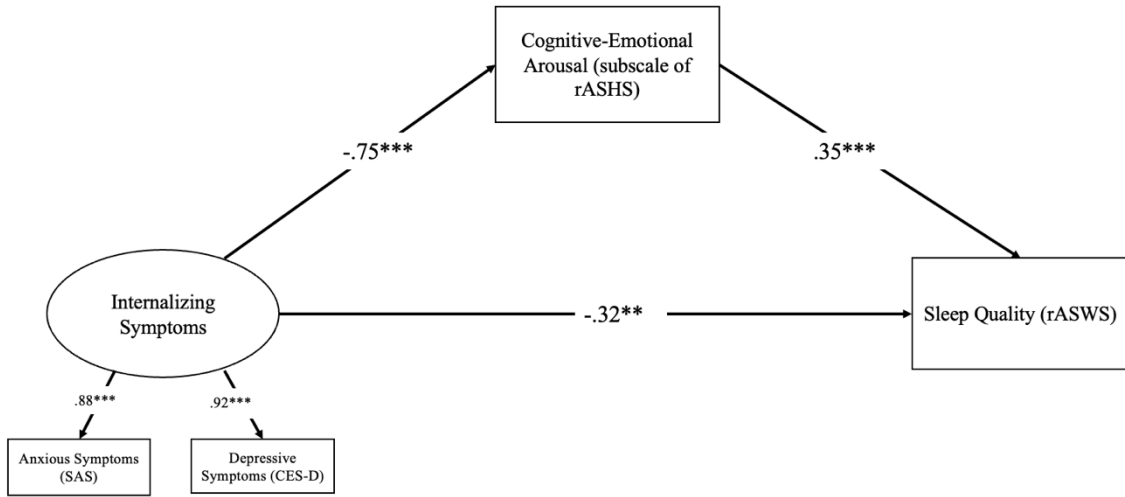 Cognitive-Emotional
Arousal (subscale of
rASHS)
-.75***
.35***
Internalizing
Symptoms
-.32**
Sleep Quality (rASWS)
.88***
.92***
Anxious Symptoms
(SAS)
Depressive
Symptoms (CES-D)